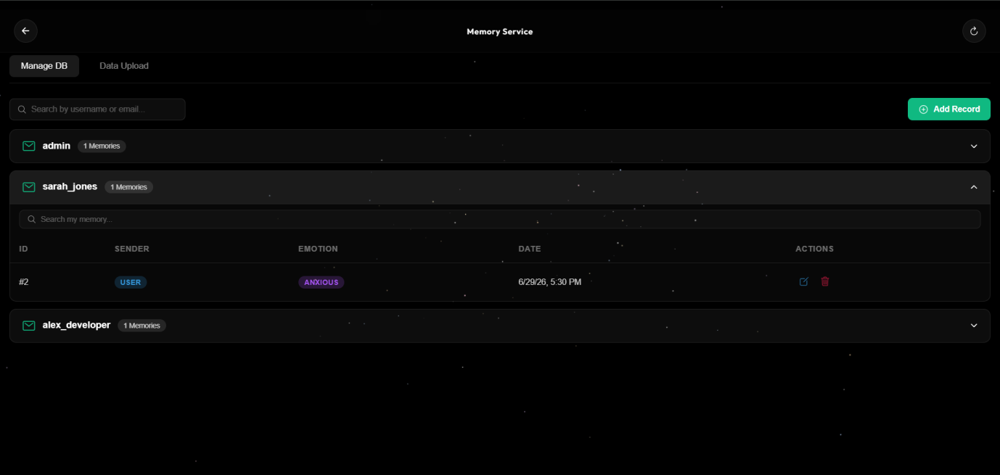 Memory Service
Manage DB Data Upload
Search by username or email...
Add Record
admin 1 Memories
sarah_jones 1 Memories
Search my memory...
ID SENDER EMOTION DATE ACTIONS
#2 USER ANXIOUS 6/29/26, 5:30 PM
alex_developer 1 Memories